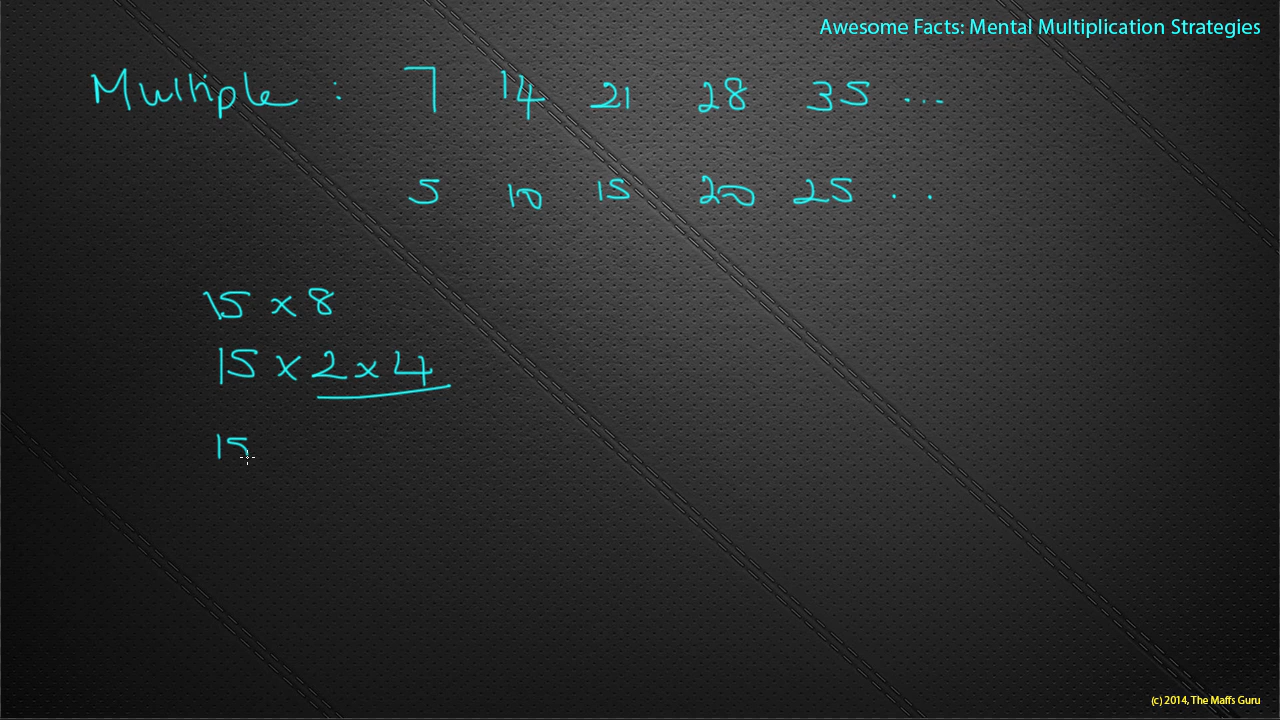 Awesome Facts: Mental Multiplication Strategies
Multiple : 7 14 21 28 35 ...
5 10 15 20 25 ..
15 × 8
15 × 2 × 4
15
(c) 2014, The Maffs Guru